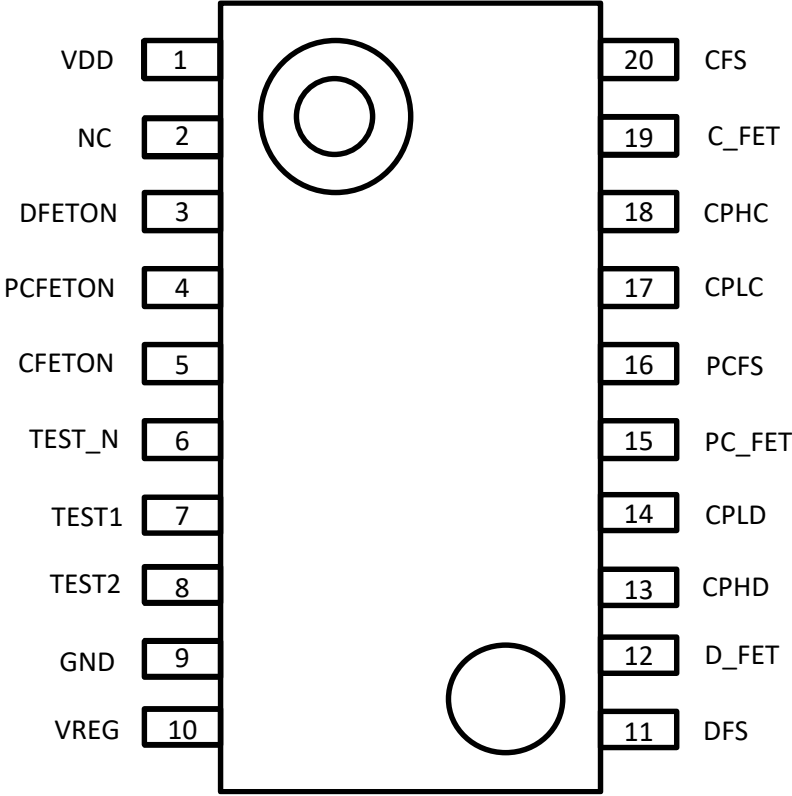 VDD 1 20 CFS
NC 2 19 C_FET
DFETON 3 18 CPHC
PCFETON 4 17 CPLC
CFETON 5 16 PCFS
TEST_N 6 15 PC_FET
TEST1 7 14 CPLD
TEST2 8 13 CPHD
GND 9 12 D_FET
VREG 10 11 DFS